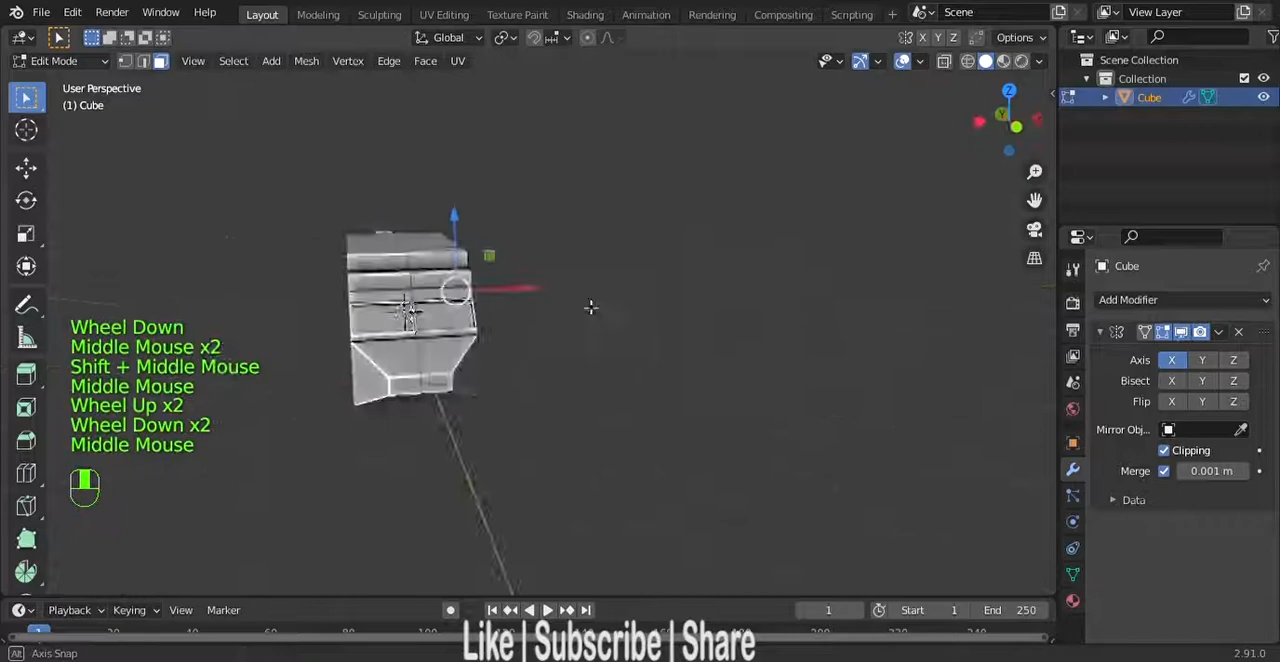 File Edit Render Window Help Layout Modeling Sculpting UV Editing Texture Paint Shading Animation Rendering Compositing Scripting + Scene View Layer
Global X Y Z Options
Edit Mode View Select Add Mesh Vertex Edge Face UV
User Perspective
(1) Cube
Z
Y
Scene Collection
Collection
Cube
Cube
Add Modifier
Axis X Y Z
Bisect X Y Z
Flip X Y Z
Mirror Obj...
Clipping
Merge 0.001 m
Data
Wheel Down
Middle Mouse x2
Shift + Middle Mouse
Middle Mouse
Wheel Up x2
Wheel Down x2
Middle Mouse
Playback Keying View Marker 1 Start 1 End 250
1
Like | Subscribe | Share
Alt Axis Snap 2.91.0